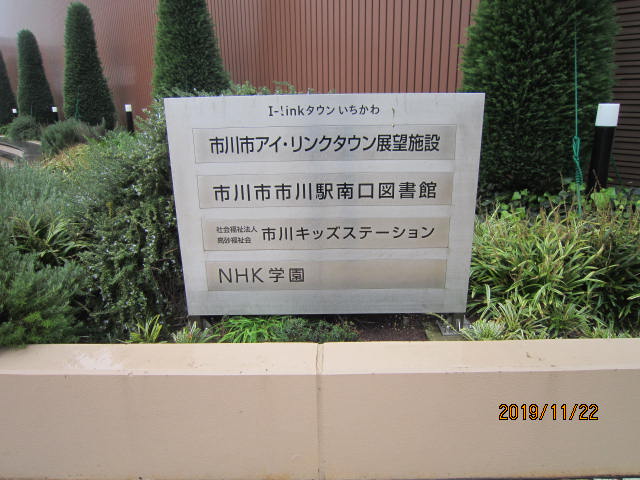 I-linkタウン いちかわ
市川市アイ・リンクタウン展望施設
市川市市川駅南口図書館
社会福祉法人
高砂福祉会
市川キッズステーション
NHK学園
2019/11/22